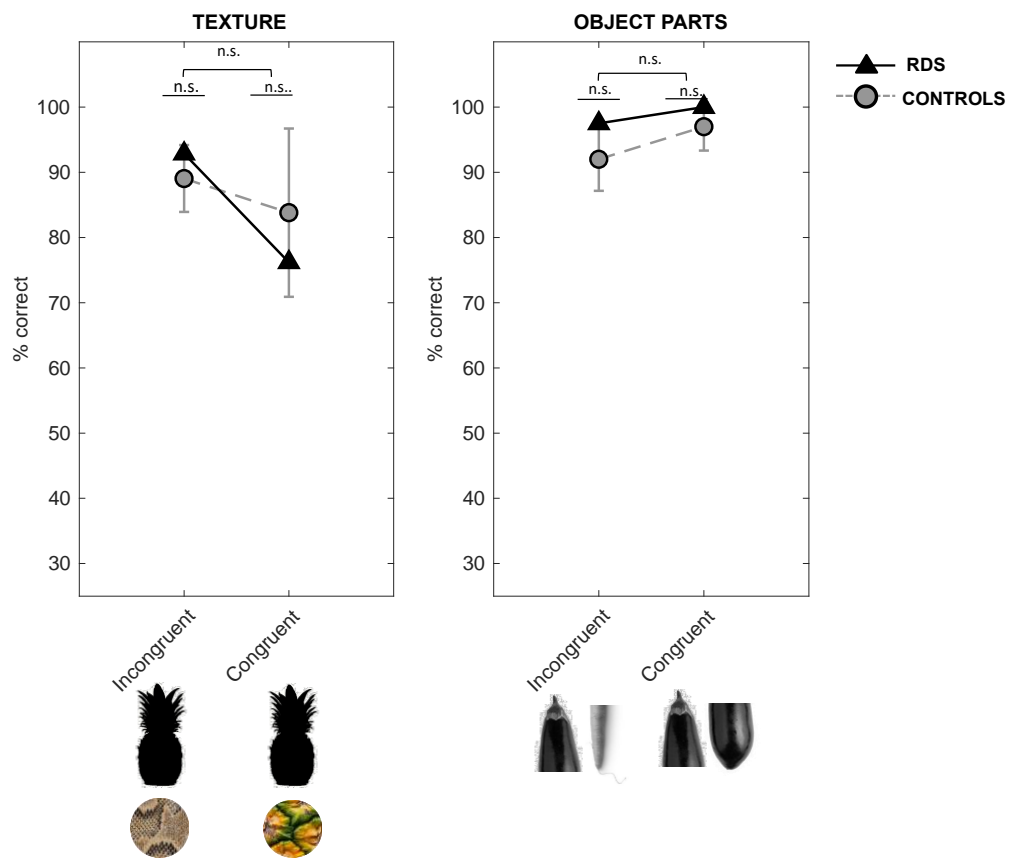 TEXTURE
n.s.
n.s.
n.s..
100
90
80
70
60
50
40
30
% correct
Incongruent
Congruent
OBJECT PARTS
n.s.
n.s.
n.s.
100
90
80
70
60
50
40
30
% correct
Incongruent
Congruent
RDS
CONTROLS